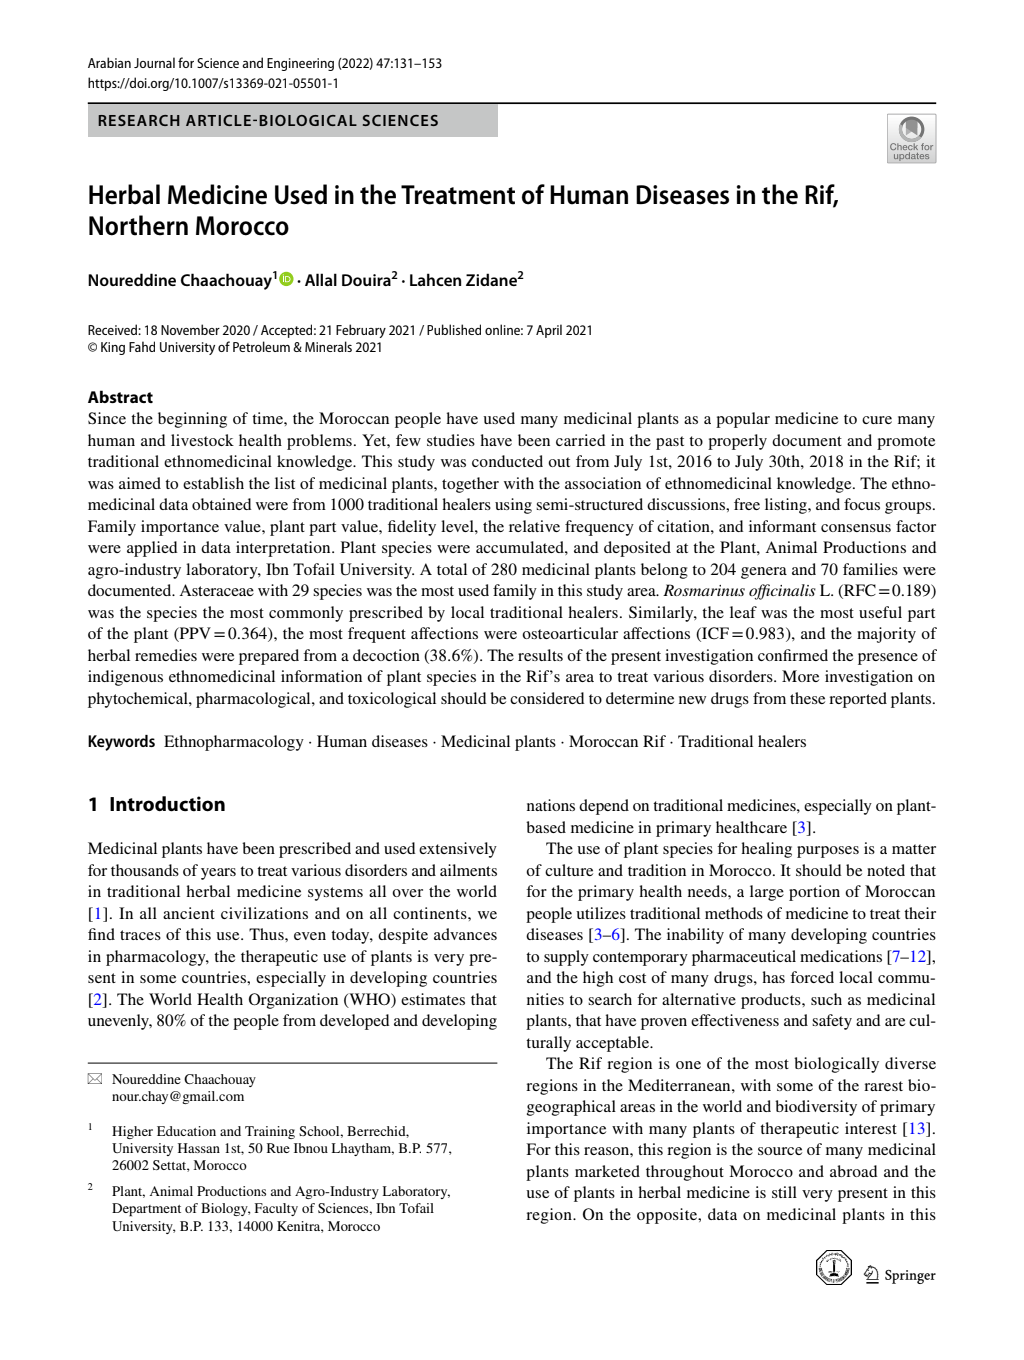 Arabian Journal for Science and Engineering (2022) 47:131–153
https://doi.org/10.1007/s13369-021-05501-1
RESEARCH ARTICLE-BIOLOGICAL SCIENCES
Check for
updates
Herbal Medicine Used in the Treatment of Human Diseases in the Rif,
Northern Morocco
Noureddine Chaachouay1 iD · Allal Douira2 · Lahcen Zidane2
Received: 18 November 2020 / Accepted: 21 February 2021 / Published online: 7 April 2021
© King Fahd University of Petroleum & Minerals 2021
Abstract
Since the beginning of time, the Moroccan people have used many medicinal plants as a popular medicine to cure many
human and livestock health problems. Yet, few studies have been carried in the past to properly document and promote
traditional ethnomedicinal knowledge. This study was conducted out from July 1st, 2016 to July 30th, 2018 in the Rif; it
was aimed to establish the list of medicinal plants, together with the association of ethnomedicinal knowledge. The ethno-
medicinal data obtained were from 1000 traditional healers using semi-structured discussions, free listing, and focus groups.
Family importance value, plant part value, fidelity level, the relative frequency of citation, and informant consensus factor
were applied in data interpretation. Plant species were accumulated, and deposited at the Plant, Animal Productions and
agro-industry laboratory, Ibn Tofail University. A total of 280 medicinal plants belong to 204 genera and 70 families were
documented. Asteraceae with 29 species was the most used family in this study area. Rosmarinus officinalis L. (RFC = 0.189)
was the species the most commonly prescribed by local traditional healers. Similarly, the leaf was the most useful part
of the plant (PPV = 0.364), the most frequent affections were osteoarticular affections (ICF = 0.983), and the majority of
herbal remedies were prepared from a decoction (38.6%). The results of the present investigation confirmed the presence of
indigenous ethnomedicinal information of plant species in the Rif's area to treat various disorders. More investigation on
phytochemical, pharmacological, and toxicological should be considered to determine new drugs from these reported plants.
Keywords Ethnopharmacology · Human diseases · Medicinal plants · Moroccan Rif · Traditional healers
1 Introduction
Medicinal plants have been prescribed and used extensively
for thousands of years to treat various disorders and ailments
in traditional herbal medicine systems all over the world
[1]. In all ancient civilizations and on all continents, we
find traces of this use. Thus, even today, despite advances
in pharmacology, the therapeutic use of plants is very pre-
sent in some countries, especially in developing countries
[2]. The World Health Organization (WHO) estimates that
unevenly, 80% of the people from developed and developing
Noureddine Chaachouay
nour.chay@gmail.com
1 Higher Education and Training School, Berrechid,
University Hassan 1st, 50 Rue Ibnou Lhaytham, B.P. 577,
26002 Settat, Morocco
2 Plant, Animal Productions and Agro-Industry Laboratory,
Department of Biology, Faculty of Sciences, Ibn Tofail
University, B.P. 133, 14000 Kenitra, Morocco
nations depend on traditional medicines, especially on plant-
based medicine in primary healthcare [3].
The use of plant species for healing purposes is a matter
of culture and tradition in Morocco. It should be noted that
for the primary health needs, a large portion of Moroccan
people utilizes traditional methods of medicine to treat their
diseases [3–6]. The inability of many developing countries
to supply contemporary pharmaceutical medications [7–12],
and the high cost of many drugs, has forced local commu-
nities to search for alternative products, such as medicinal
plants, that have proven effectiveness and safety and are cul-
turally acceptable.
The Rif region is one of the most biologically diverse
regions in the Mediterranean, with some of the rarest bio-
geographical areas in the world and biodiversity of primary
importance with many plants of therapeutic interest [13].
For this reason, this region is the source of many medicinal
plants marketed throughout Morocco and abroad and the
use of plants in herbal medicine is still very present in this
region. On the opposite, data on medicinal plants in this
Springer